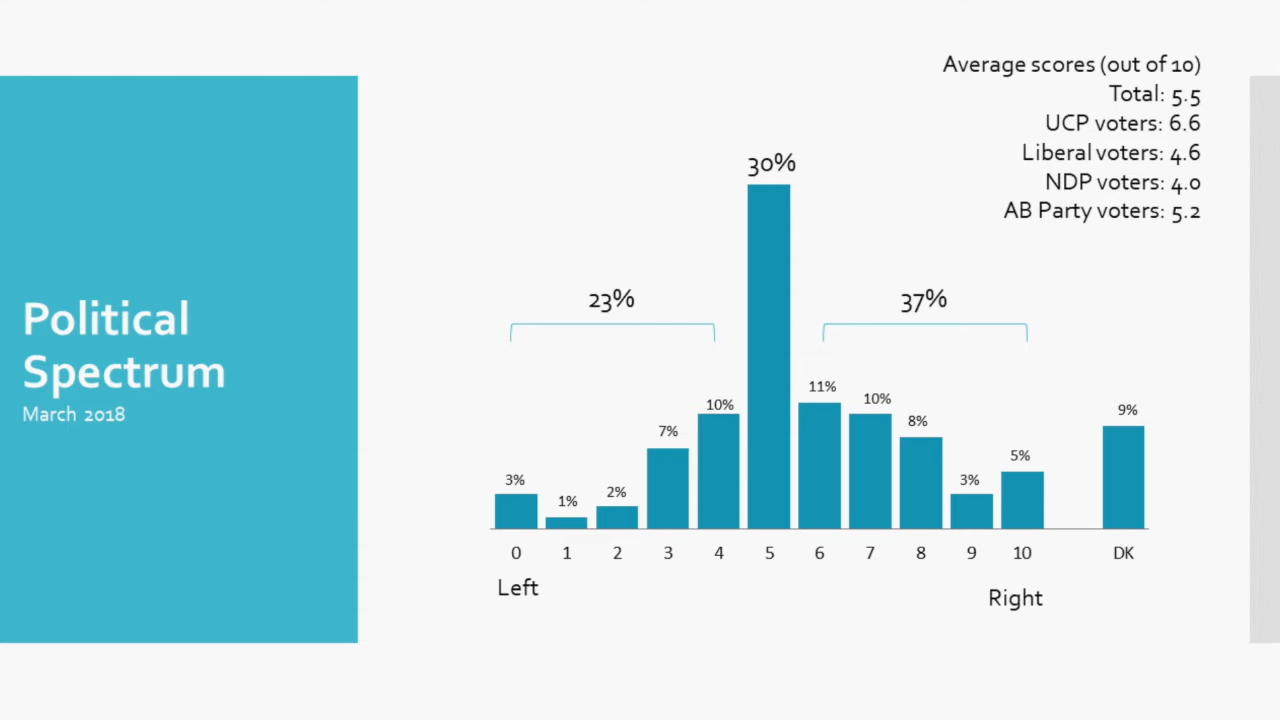 Political
Spectrum
March 2018
Average scores (out of 10)
Total: 5.5
UCP voters: 6.6
Liberal voters: 4.6
NDP voters: 4.0
AB Party voters: 5.2
30%
23%
37%
3%
1%
2%
7%
10%
11%
10%
8%
3%
5%
9%
0 1 2 3 4 5 6 7 8 9 10 DK
Left
Right